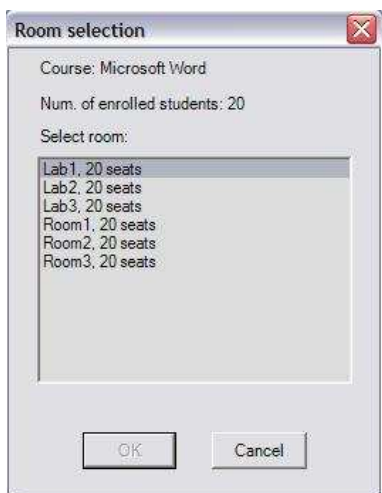 Room selection
Course: Microsoft Word
Num. of enrolled students: 20
Select room:
Lab1, 20 seats
Lab2, 20 seats
Lab3, 20 seats
Room1, 20 seats
Room2, 20 seats
Room3, 20 seats
OK Cancel